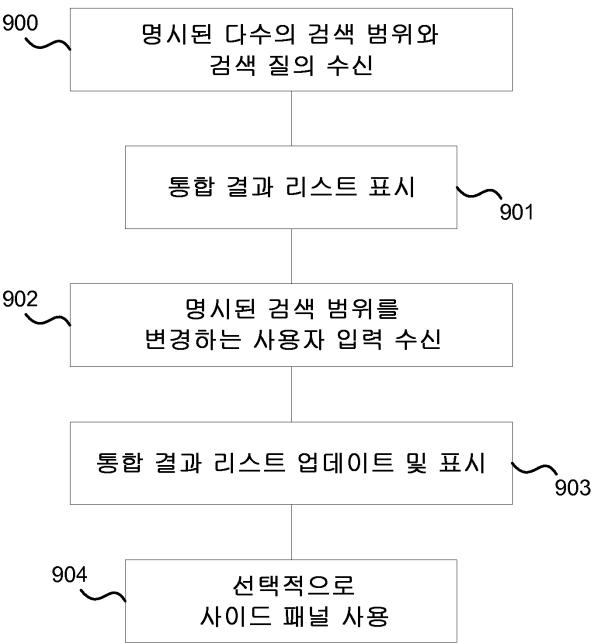 900
명시된 다수의 검색 범위와
검색 질의 수신
통합 결과 리스트 표시
901
902
명시된 검색 범위를
변경하는 사용자 입력 수신
통합 결과 리스트 업데이트 및 표시
903
904
선택적으로
사이드 패널 사용